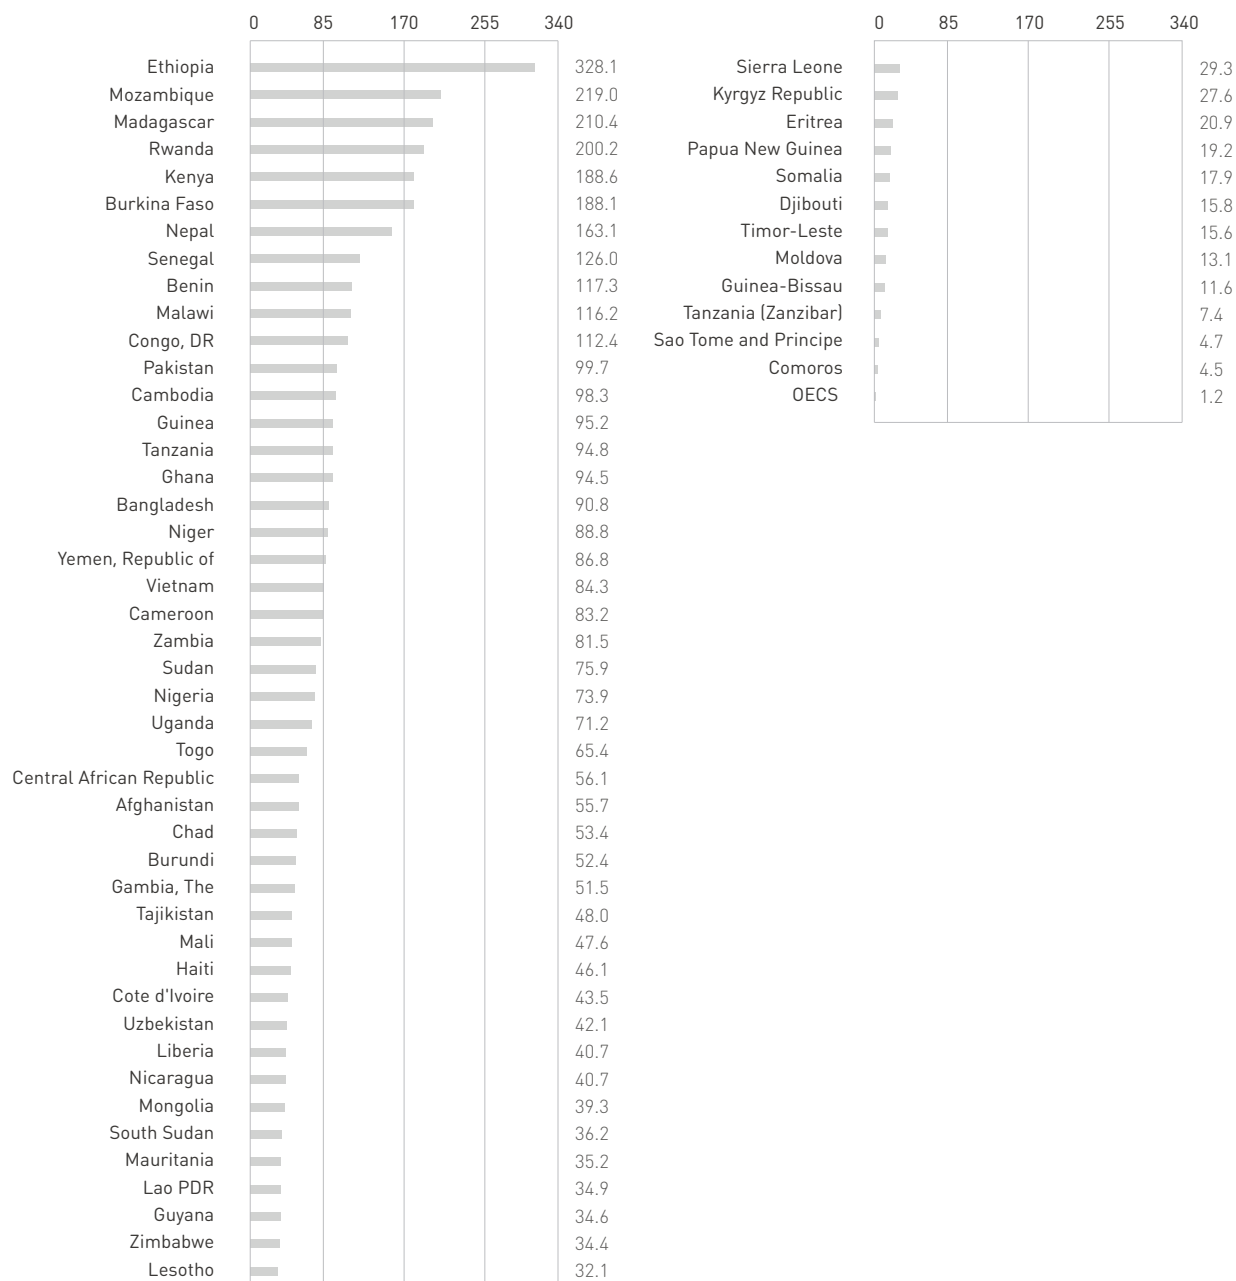 0 85 170 255 340
Ethiopia 328.1
Mozambique 219.0
Madagascar 210.4
Rwanda 200.2
Kenya 188.6
Burkina Faso 188.1
Nepal 163.1
Senegal 126.0
Benin 117.3
Malawi 116.2
Congo, DR 112.4
Pakistan 99.7
Cambodia 98.3
Guinea 95.2
Tanzania 94.8
Ghana 94.5
Bangladesh 90.8
Niger 88.8
Yemen, Republic of 86.8
Vietnam 84.3
Cameroon 83.2
Zambia 81.5
Sudan 75.9
Nigeria 73.9
Uganda 71.2
Togo 65.4
Central African Republic 56.1
Afghanistan 55.7
Chad 53.4
Burundi 52.4
Gambia, The 51.5
Tajikistan 48.0
Mali 47.6
Haiti 46.1
Cote d'Ivoire 43.5
Uzbekistan 42.1
Liberia 40.7
Nicaragua 40.7
Mongolia 39.3
South Sudan 36.2
Mauritania 35.2
Lao PDR 34.9
Guyana 34.6
Zimbabwe 34.4
Lesotho 32.1
0 85 170 255 340
Sierra Leone 29.3
Kyrgyz Republic 27.6
Eritrea 20.9
Papua New Guinea 19.2
Somalia 17.9
Djibouti 15.8
Timor-Leste 15.6
Moldova 13.1
Guinea-Bissau 11.6
Tanzania (Zanzibar) 7.4
Sao Tome and Principe 4.7
Comoros 4.5
OECS 1.2